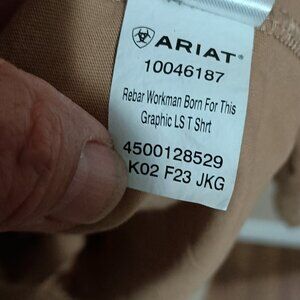 ARIAT
10046187
Rebar Workman Born For This
Graphic LS T Shrt
4500128529
K02 F23 JKG